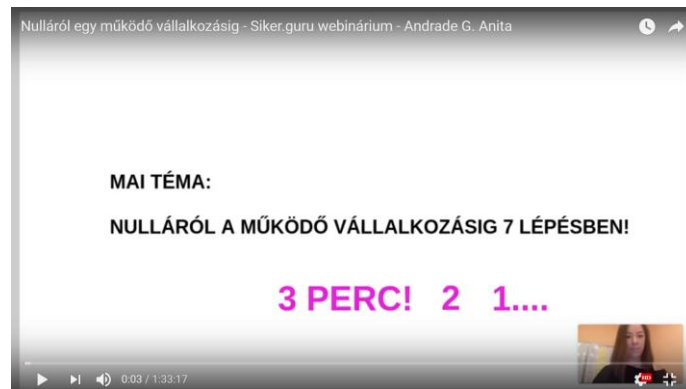 Nulláról egy működő vállalkozásig - Siker.guru webinárium - Andrade G. Anita
MAI TÉMA:
NULLÁRÓL A MŰKÖDŐ VÁLLALKOZÁSIG 7 LÉPÉSBEN!
3 PERC! 2 1....
0:03 / 1:33:17
HD